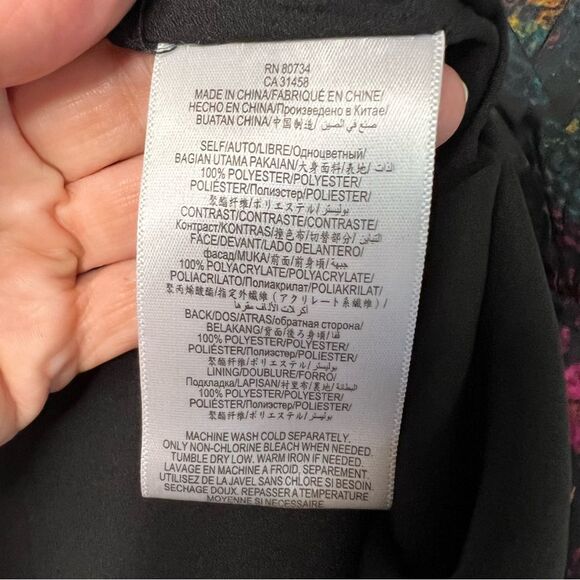 RN 80734
CA 31458
MADE IN CHINA/FABRIQUÉ EN CHINE/
HECHO EN CHINA/Произведено в Китае/
BUATAN CHINA/中国制造/صنع في الصين
SELF/AUTO/LIBRE/Одноцветный/
BAGIAN UTAMA PAKAIAN/大身面料/表地/الذات/
100% POLYESTER/POLYESTER/
POLIÉSTER/Полиэстер/POLIESTER/
聚酯纤维/ポリエステル/بوليستر
CONTRAST/CONTRASTE/CONTRASTE/
Контраст/KONTRAS/撞色布/切替部分/التباين/
FACE/DEVANT/LADO DELANTERO/
фасад/MUKA/前面/前身頃/جبهة/
100% POLYACRYLATE/POLYACRYLATE/
POLIACRILATO/Полиакрилат/POLIAKRILAT/
聚丙烯酸酯/指定外繊維（アクリレート系繊維）/
أكريلات الألياف مقوها/
BACK/DOS/ATRAS/обратная сторона/
BELAKANG/背面/後ろ身頃/ظهر/
100% POLYESTER/POLYESTER/
POLIÉSTER/Полиэстер/POLIESTER/
聚酯纤维/ポリエステル/بوليستر
LINING/DOUBLURE/FORRO/
Подкладка/LAPISAN/衬里布/裏地/البطانة/
100% POLYESTER/POLYESTER/
POLIÉSTER/Полиэстер/POLIESTER/
聚酯纤维/ポリエステル/بوليستر
MACHINE WASH COLD SEPARATELY.
ONLY NON-CHLORINE BLEACH WHEN NEEDED.
TUMBLE DRY LOW. WARM IRON IF NEEDED.
LAVAGE EN MACHINE A FROID, SEPAREMENT.
UTILISEZ DE LA JAVEL SANS CHLORE SI BESOIN.
SECHAGE DOUX. REPASSER A TEMPERATURE
MOYENNE SI NECESSAIRE.